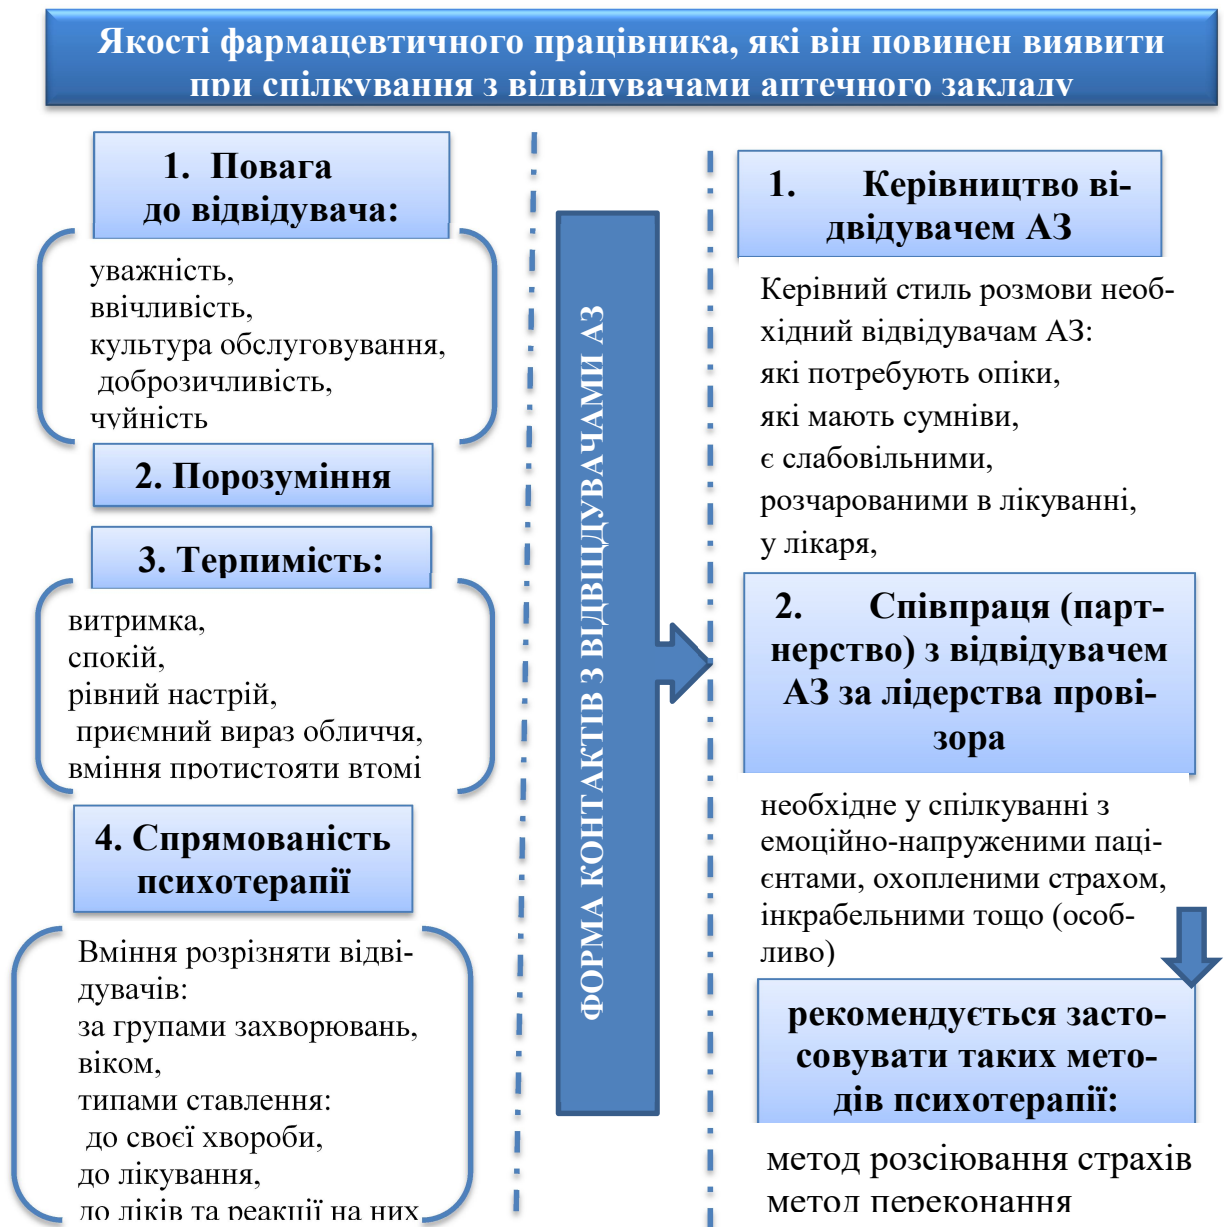 Якості фармацевтичного працівника, які він повинен виявити
при спілкування з відвідувачами аптечного закладу
1. Повага
до відвідувача:
уважність,
ввічливість,
культура обслуговування,
доброзичливість,
чуйність
2. Порозуміння
3. Терпимість:
витримка,
спокій,
рівний настрій,
приємний вираз обличчя,
вміння протистояти втомі
4. Спрямованість
психотерапії
Вміння розрізняти відві-
дувачів:
за групами захворювань,
віком,
типами ставлення:
до своєї хвороби,
до лікування,
до ліків та реакції на них
ФОРМА КОНТАКТІВ З ВІДВІЩДУВАЧАМИ АЗ
1. Керівництво ві-
двідувачем АЗ
Керівний стиль розмови необ-
хідний відвідувачам АЗ:
які потребують опіки,
які мають сумніви,
є слабовільними,
розчарованими в лікуванні,
у лікаря,
2. Співпраця (парт-
нерство) з відвідувачем
АЗ за лідерства прові-
зора
необхідне у спілкуванні з
емоційно-напруженими паці-
єнтами, охопленими страхом,
інкрабельними тощо (особ-
ливо)
рекомендується засто-
совувати таких мето-
дів психотерапії:
метод розсіювання страхів
метод переконання